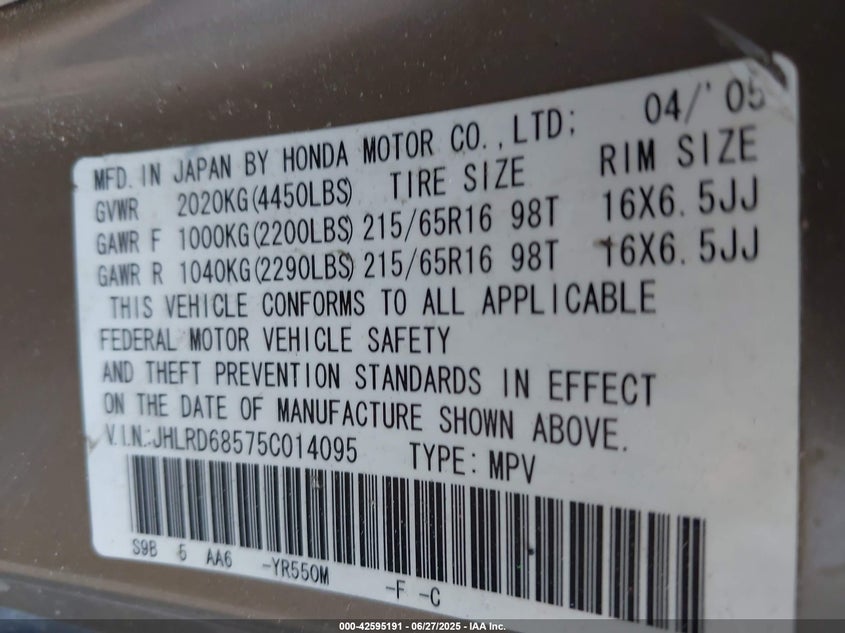 04/'05
MFD. IN JAPAN BY HONDA MOTOR CO., LTD;
GVWR 2020KG(4450LBS) TIRE SIZE RIM SIZE
GAWR F 1000KG(2200LBS) 215/65R16 98T 16X6.5JJ
GAWR R 1040KG(2290LBS) 215/65R16 98T 16X6.5JJ
THIS VEHICLE CONFORMS TO ALL APPLICABLE
FEDERAL MOTOR VEHICLE SAFETY
AND THEFT PREVENTION STANDARDS IN EFFECT
ON THE DATE OF MANUFACTURE SHOWN ABOVE.
V.I.N.:JHLRD68575C014095 TYPE: MPV
S9B 5 AA6 -YR550M -F -C
000-42595191 - 06/27/2025 - IAA Inc.